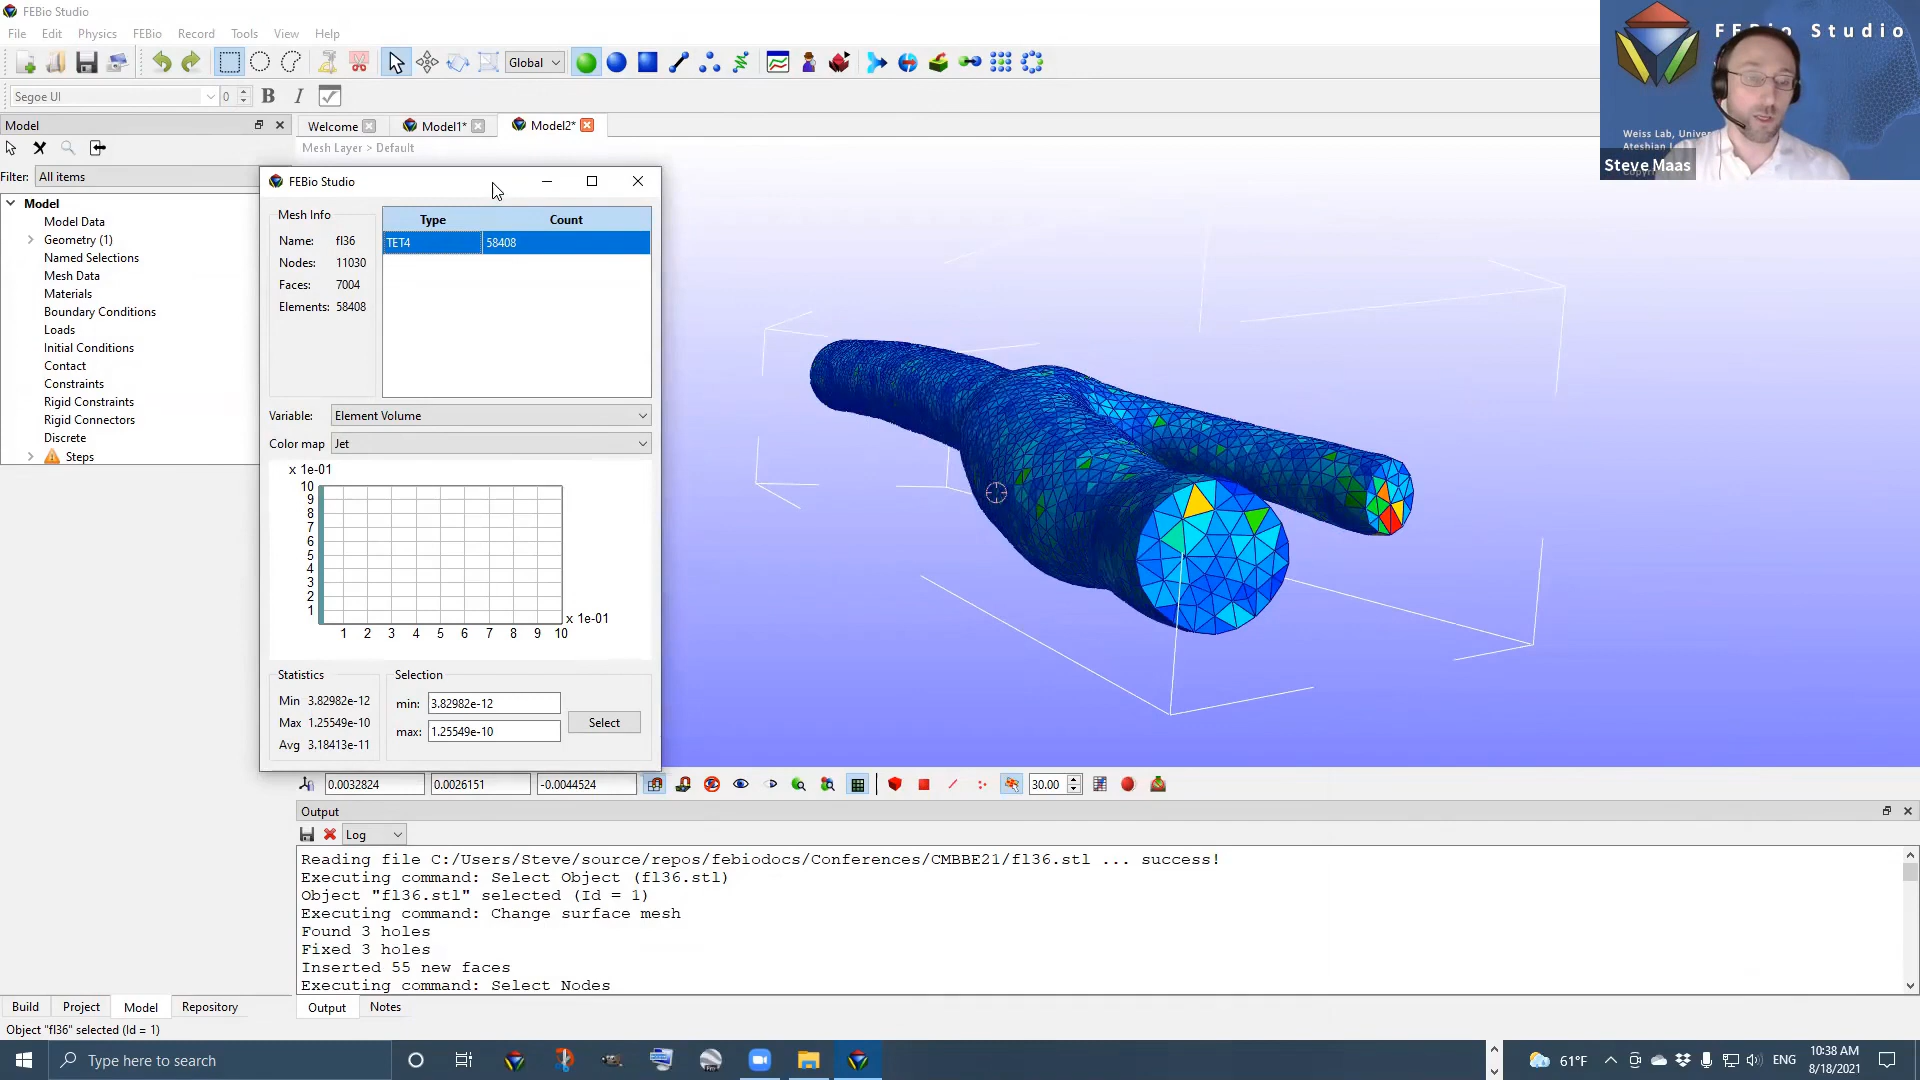 FEBio Studio
File Edit Physics FEBio Record Tools View Help
Global
Segoe UI 0 B I
Model
Welcome Model1* Model2*
Mesh Layer > Default
Filter: All items
Model
Model Data
Geometry (1)
Named Selections
Mesh Data
Materials
Boundary Conditions
Loads
Initial Conditions
Contact
Constraints
Rigid Constraints
Rigid Connectors
Discrete
Steps
FEBio Studio
Mesh Info
Name: fl36
Nodes: 11030
Faces: 7004
Elements: 58408
Type Count
TET4 58408
Variable: Element Volume
Color map Jet
x 1e-01
10
9
8
7
6
5
4
3
2
1
x 1e-01
1 2 3 4 5 6 7 8 9 10
Statistics
Min 3.82982e-12
Max 1.25549e-10
Avg 3.18413e-11
Selection
min: 3.82982e-12
max: 1.25549e-10
Select
0.0032824 0.0026151 -0.0044524 30.00
Output
Log
Reading file C:/Users/Steve/source/repos/febiodocs/Conferences/CMBBE21/fl36.stl ... success!
Executing command: Select Object (fl36.stl)
Object "fl36.stl" selected (Id = 1)
Executing command: Change surface mesh
Found 3 holes
Fixed 3 holes
Inserted 55 new faces
Executing command: Select Nodes
Build Project Model Repository
Output Notes
Object "fl36" selected (Id = 1)
Type here to search
61°F ENG
10:38 AM
8/18/2021
FEBio Studio
Weiss Lab, Univer
Ateshian
Steve Maas